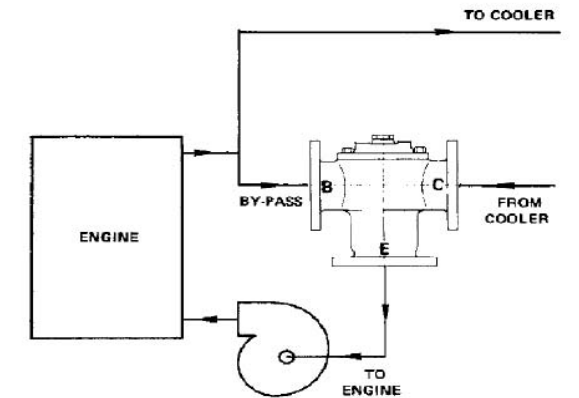 TO COOLER
B
C
BY-PASS
FROM
COOLER
ENGINE
E
TO
ENGINE